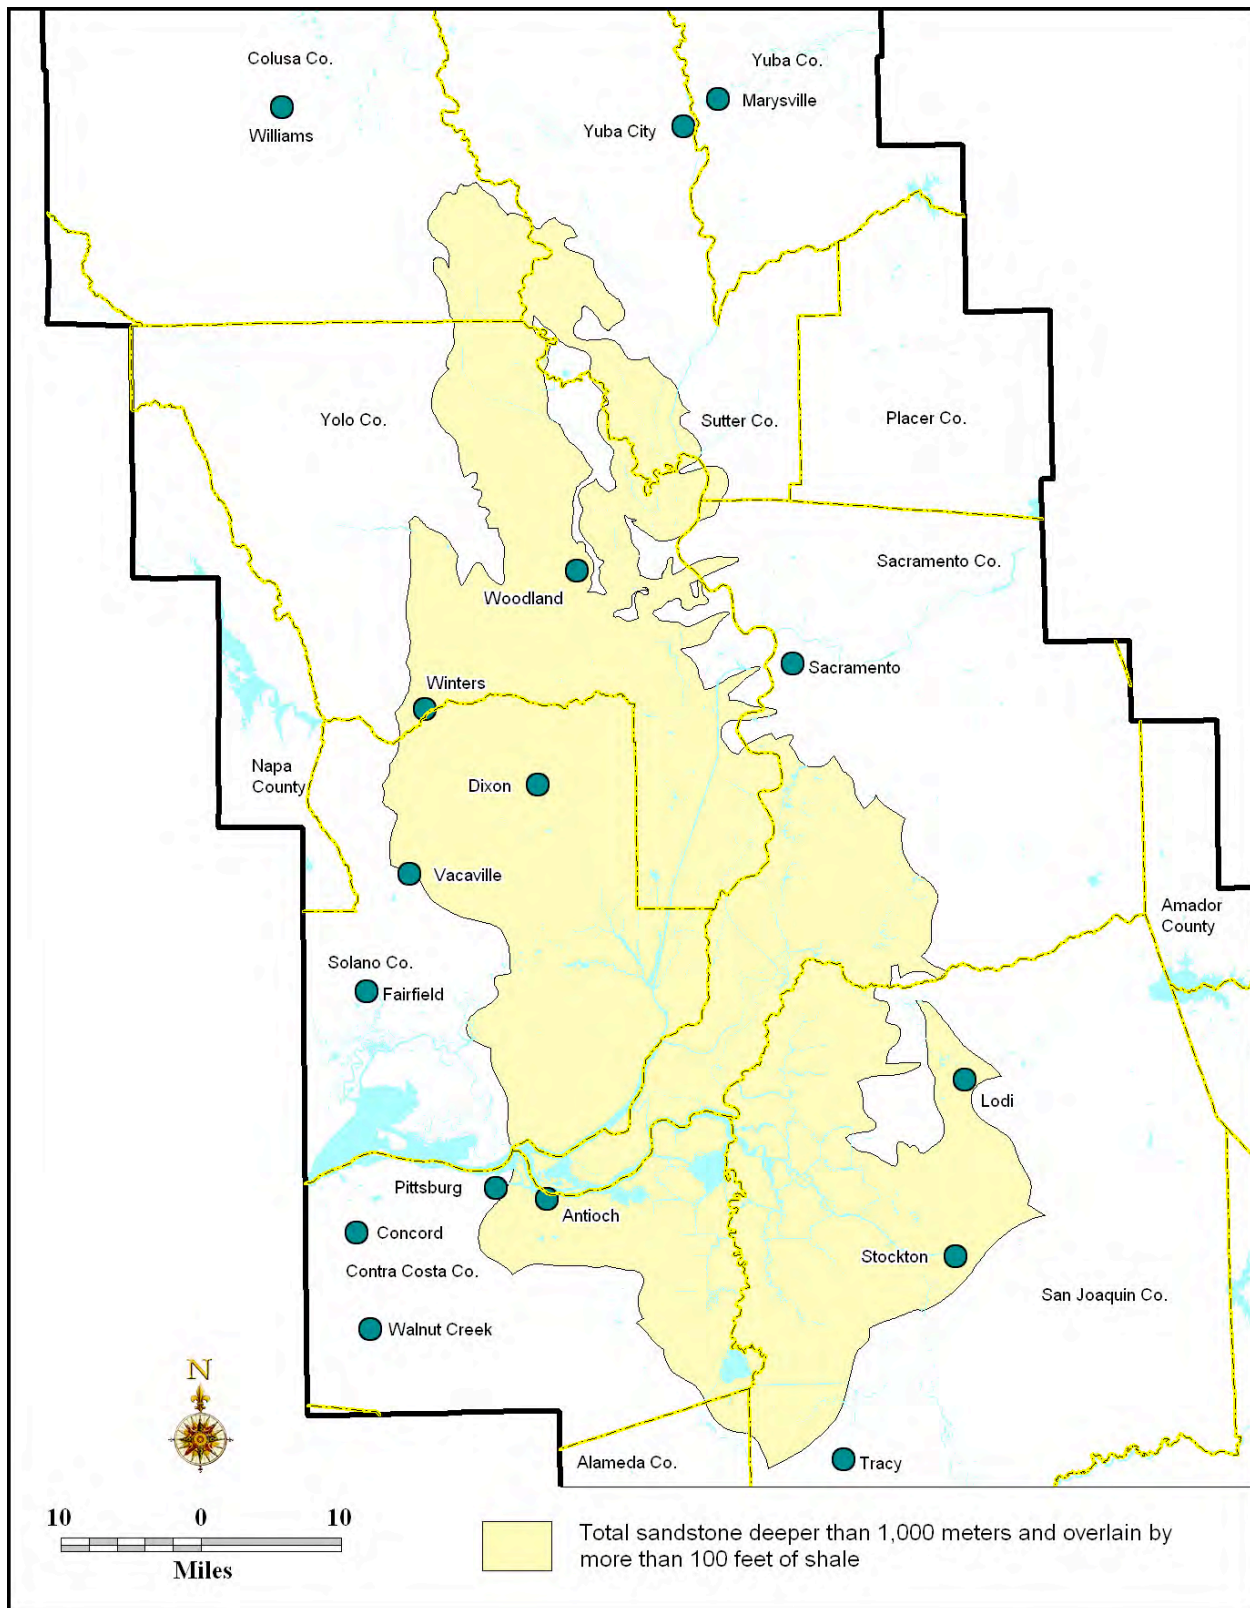 Colusa Co.
Yuba Co.
Williams
Marysville
Yuba City
Yolo Co.
Sutter Co.
Placer Co.
Sacramento Co.
Woodland
Sacramento
Winters
Napa
County
Dixon
Vacaville
Amador
County
Solano Co.
Fairfield
Lodi
Pittsburg
Antioch
Concord
Stockton
Contra Costa Co.
San Joaquin Co.
Walnut Creek
N
Alameda Co.
Tracy
10 0 10
Miles
Total sandstone deeper than 1,000 meters and overlain by
more than 100 feet of shale